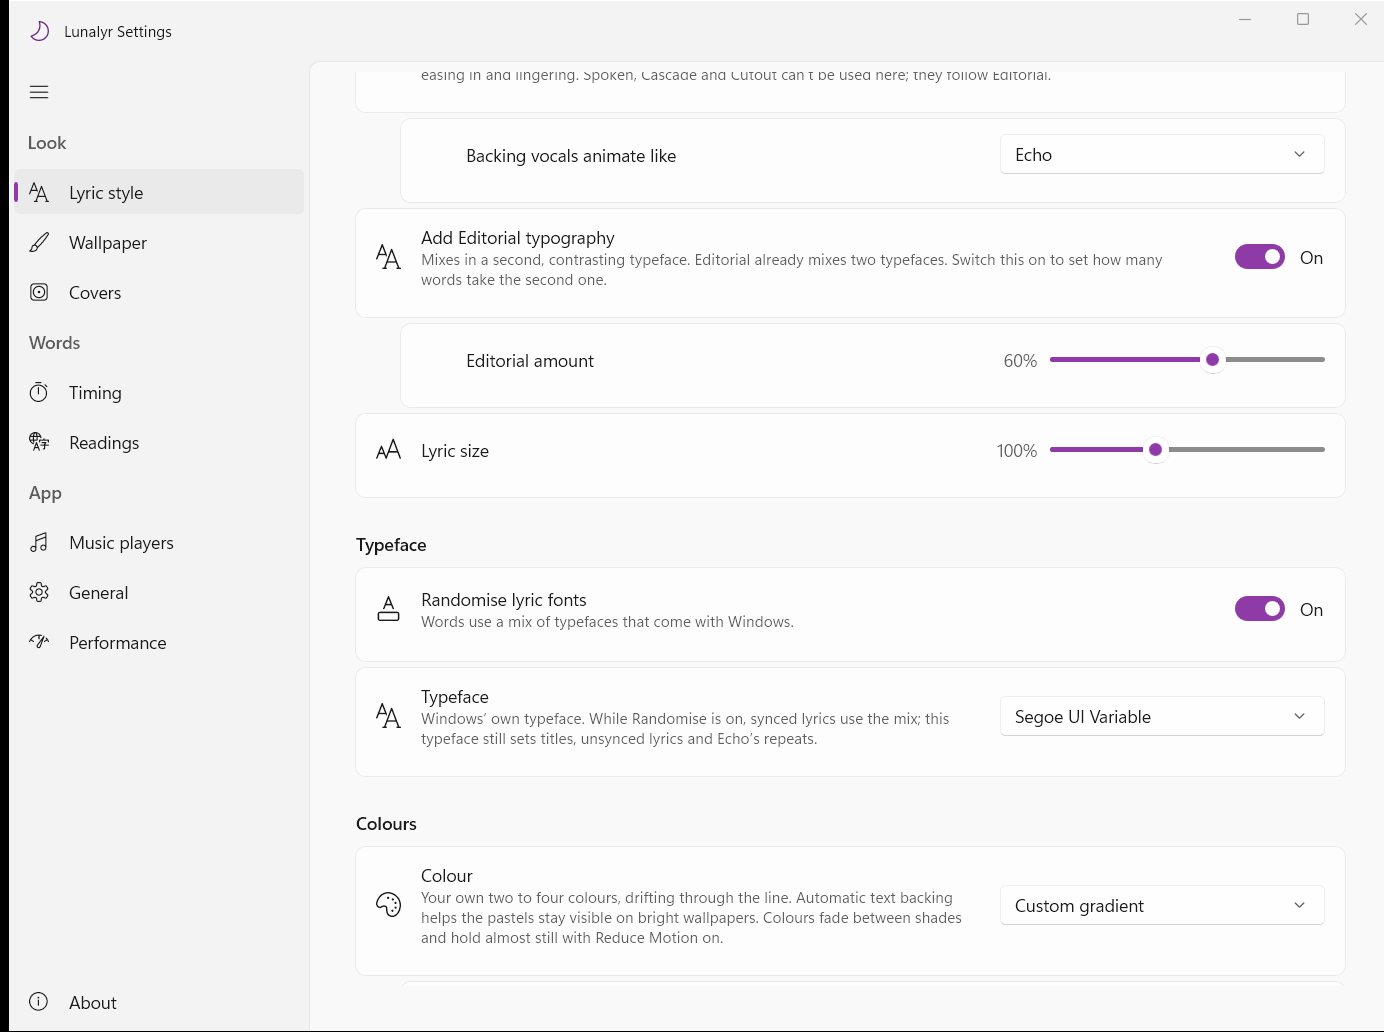 Lunalyr Settings
Look
Lyric style
Wallpaper
Covers
Words
Timing
Readings
App
Music players
General
Performance
About
easing in and lingering. Spoken, Cascade and Cutout can't be used here; they follow Editorial.
Backing vocals animate like
Echo
Add Editorial typography
Mixes in a second, contrasting typeface. Editorial already mixes two typefaces. Switch this on to set how many
words take the second one.
On
Editorial amount
60%
Lyric size
100%
Typeface
Randomise lyric fonts
Words use a mix of typefaces that come with Windows.
On
Typeface
Windows’ own typeface. While Randomise is on, synced lyrics use the mix; this
typeface still sets titles, unsynced lyrics and Echo’s repeats.
Segoe UI Variable
Colours
Colour
Your own two to four colours, drifting through the line. Automatic text backing
helps the pastels stay visible on bright wallpapers. Colours fade between shades
and hold almost still with Reduce Motion on.
Custom gradient